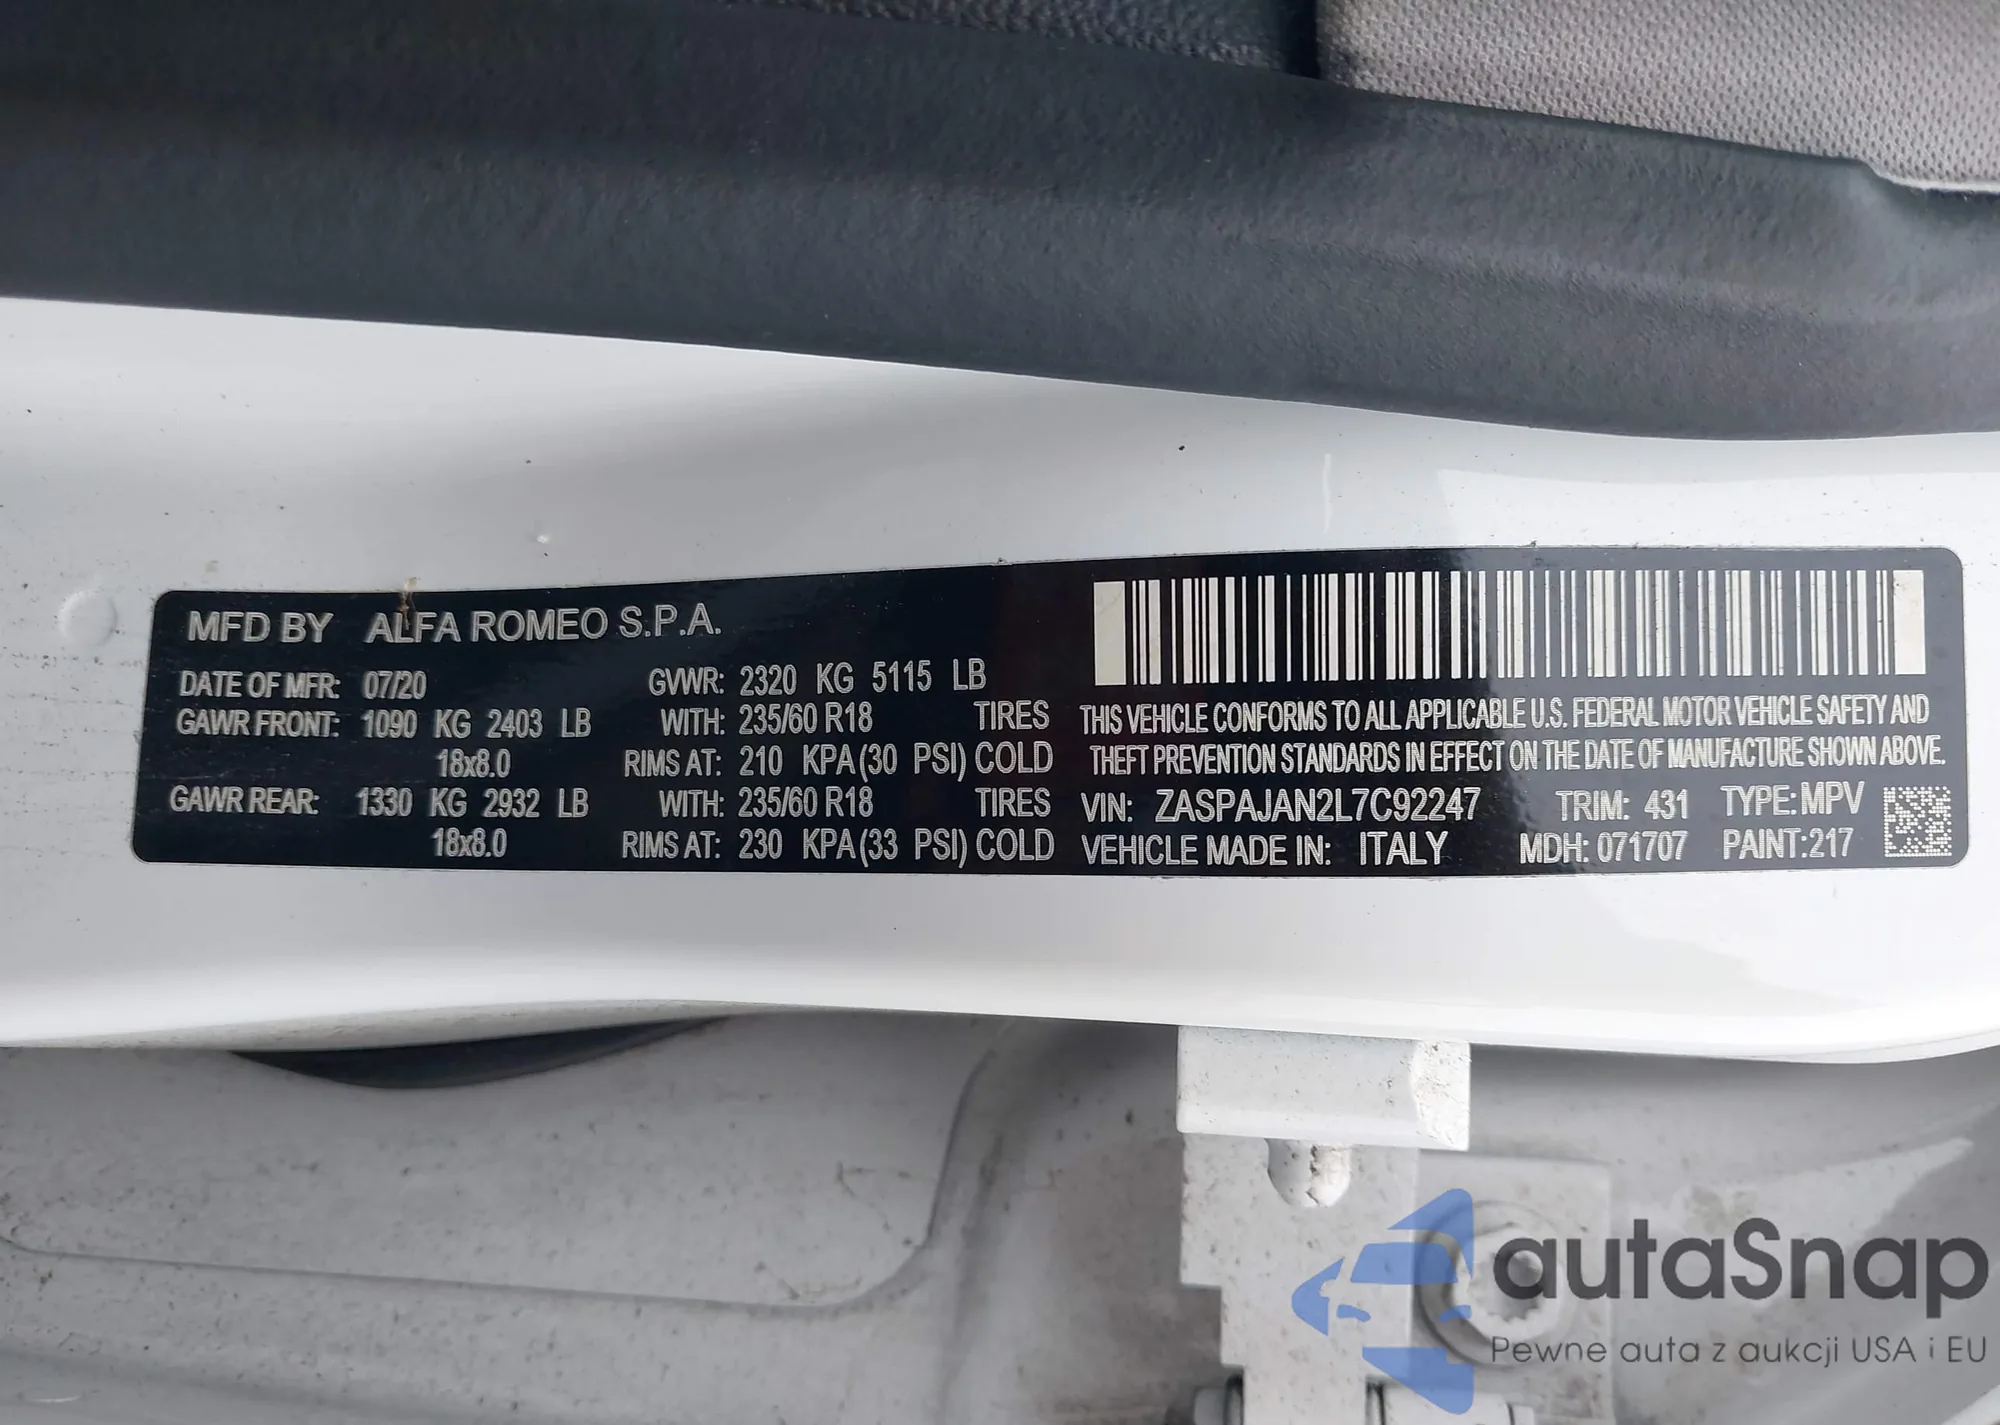 MFD BY ALFA ROMEO S.P.A.
DATE OF MFR: 07/20 GVWR: 2320 KG 5115 LB
GAWR FRONT: 1090 KG 2403 LB WITH: 235/60 R18 TIRES
18x8.0 RIMS AT: 210 KPA (30 PSI) COLD
GAWR REAR: 1330 KG 2932 LB WITH: 235/60 R18 TIRES
18x8.0 RIMS AT: 230 KPA (33 PSI) COLD
THIS VEHICLE CONFORMS TO ALL APPLICABLE U.S. FEDERAL MOTOR VEHICLE SAFETY AND
THEFT PREVENTION STANDARDS IN EFFECT ON THE DATE OF MANUFACTURE SHOWN ABOVE.
VIN: ZASPAJAN2L7C92247 TRIM: 431 TYPE: MPV
VEHICLE MADE IN: ITALY MDH: 071707 PAINT:217
autaSnap
Pewne auta z aukcji USA i EU